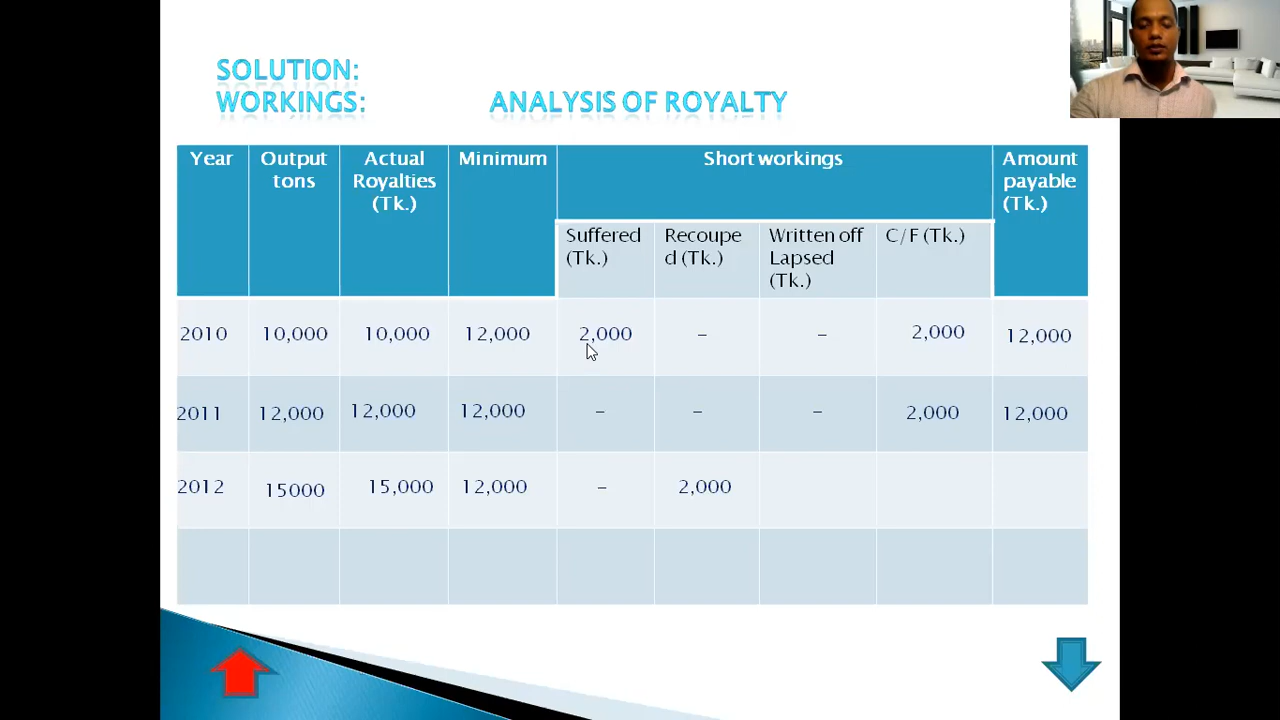 SOLUTION:
WORKINGS: ANALYSIS OF ROYALTY
Year Output tons Actual Royalties (Tk.) Minimum Short workings Amount payable (Tk.)
Suffered (Tk.) Recoupe d (Tk.) Written off Lapsed (Tk.) C/F (Tk.)
2010 10,000 10,000 12,000 2,000 – – 2,000 12,000
2011 12,000 12,000 12,000 – – – 2,000 12,000
2012 15000 15,000 12,000 – 2,000